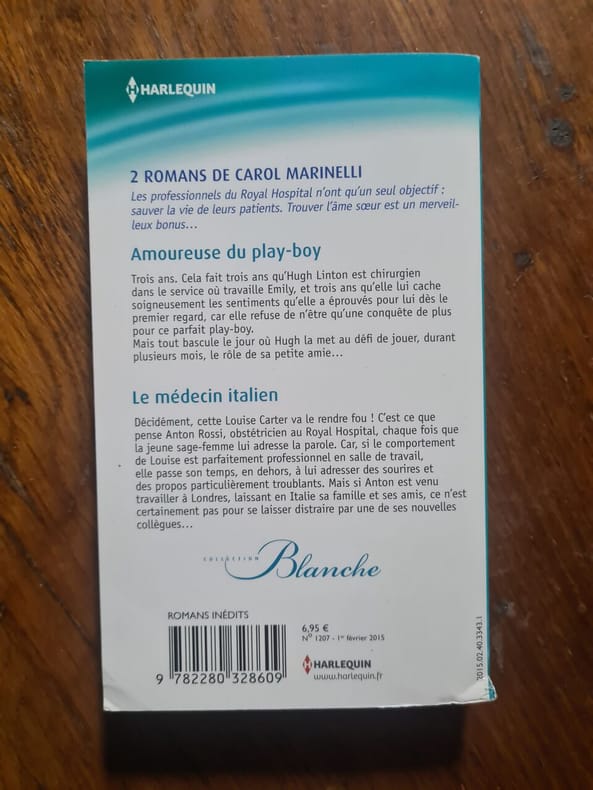 HARLEQUIN
2 ROMANS DE CAROL MARINELLI
Les professionnels du Royal Hospital n'ont qu'un seul objectif :
sauver la vie de leurs patients. Trouver l'âme sœur est un merveil-
leux bonus...
Amoureuse du play-boy
Trois ans. Cela fait trois ans qu'Hugh Linton est chirurgien
dans le service où travaille Emily, et trois ans qu'elle lui cache
soigneusement les sentiments qu'elle a éprouvés pour lui dès le
premier regard, car elle refuse de n'être qu'une conquête de plus
pour ce parfait play-boy.
Mais tout bascule le jour où Hugh la met au défi de jouer, durant
plusieurs mois, le rôle de sa petite amie...
Le médecin italien
Décidément, cette Louise Carter va le rendre fou ! C'est ce que
pense Anton Rossi, obstétricien au Royal Hospital, chaque fois que
la jeune sage-femme lui adresse la parole. Car, si le comportement
de Louise est parfaitement professionnel en salle de travail,
elle passe son temps, en dehors, à lui adresser des sourires et
des propos particulièrement troublants. Mais si Anton est venu
travailler à Londres, laissant en Italie sa famille et ses amis, ce n'est
certainement pas pour se laisser distraire par une de ses nouvelles
collègues...
COLLECTION Blanche
ROMANS INÉDITS
6,95 €
N° 1207 - 1er février 2015
9 782280 328609
HARLEQUIN
www.harlequin.fr
2015.02.40.3343.1